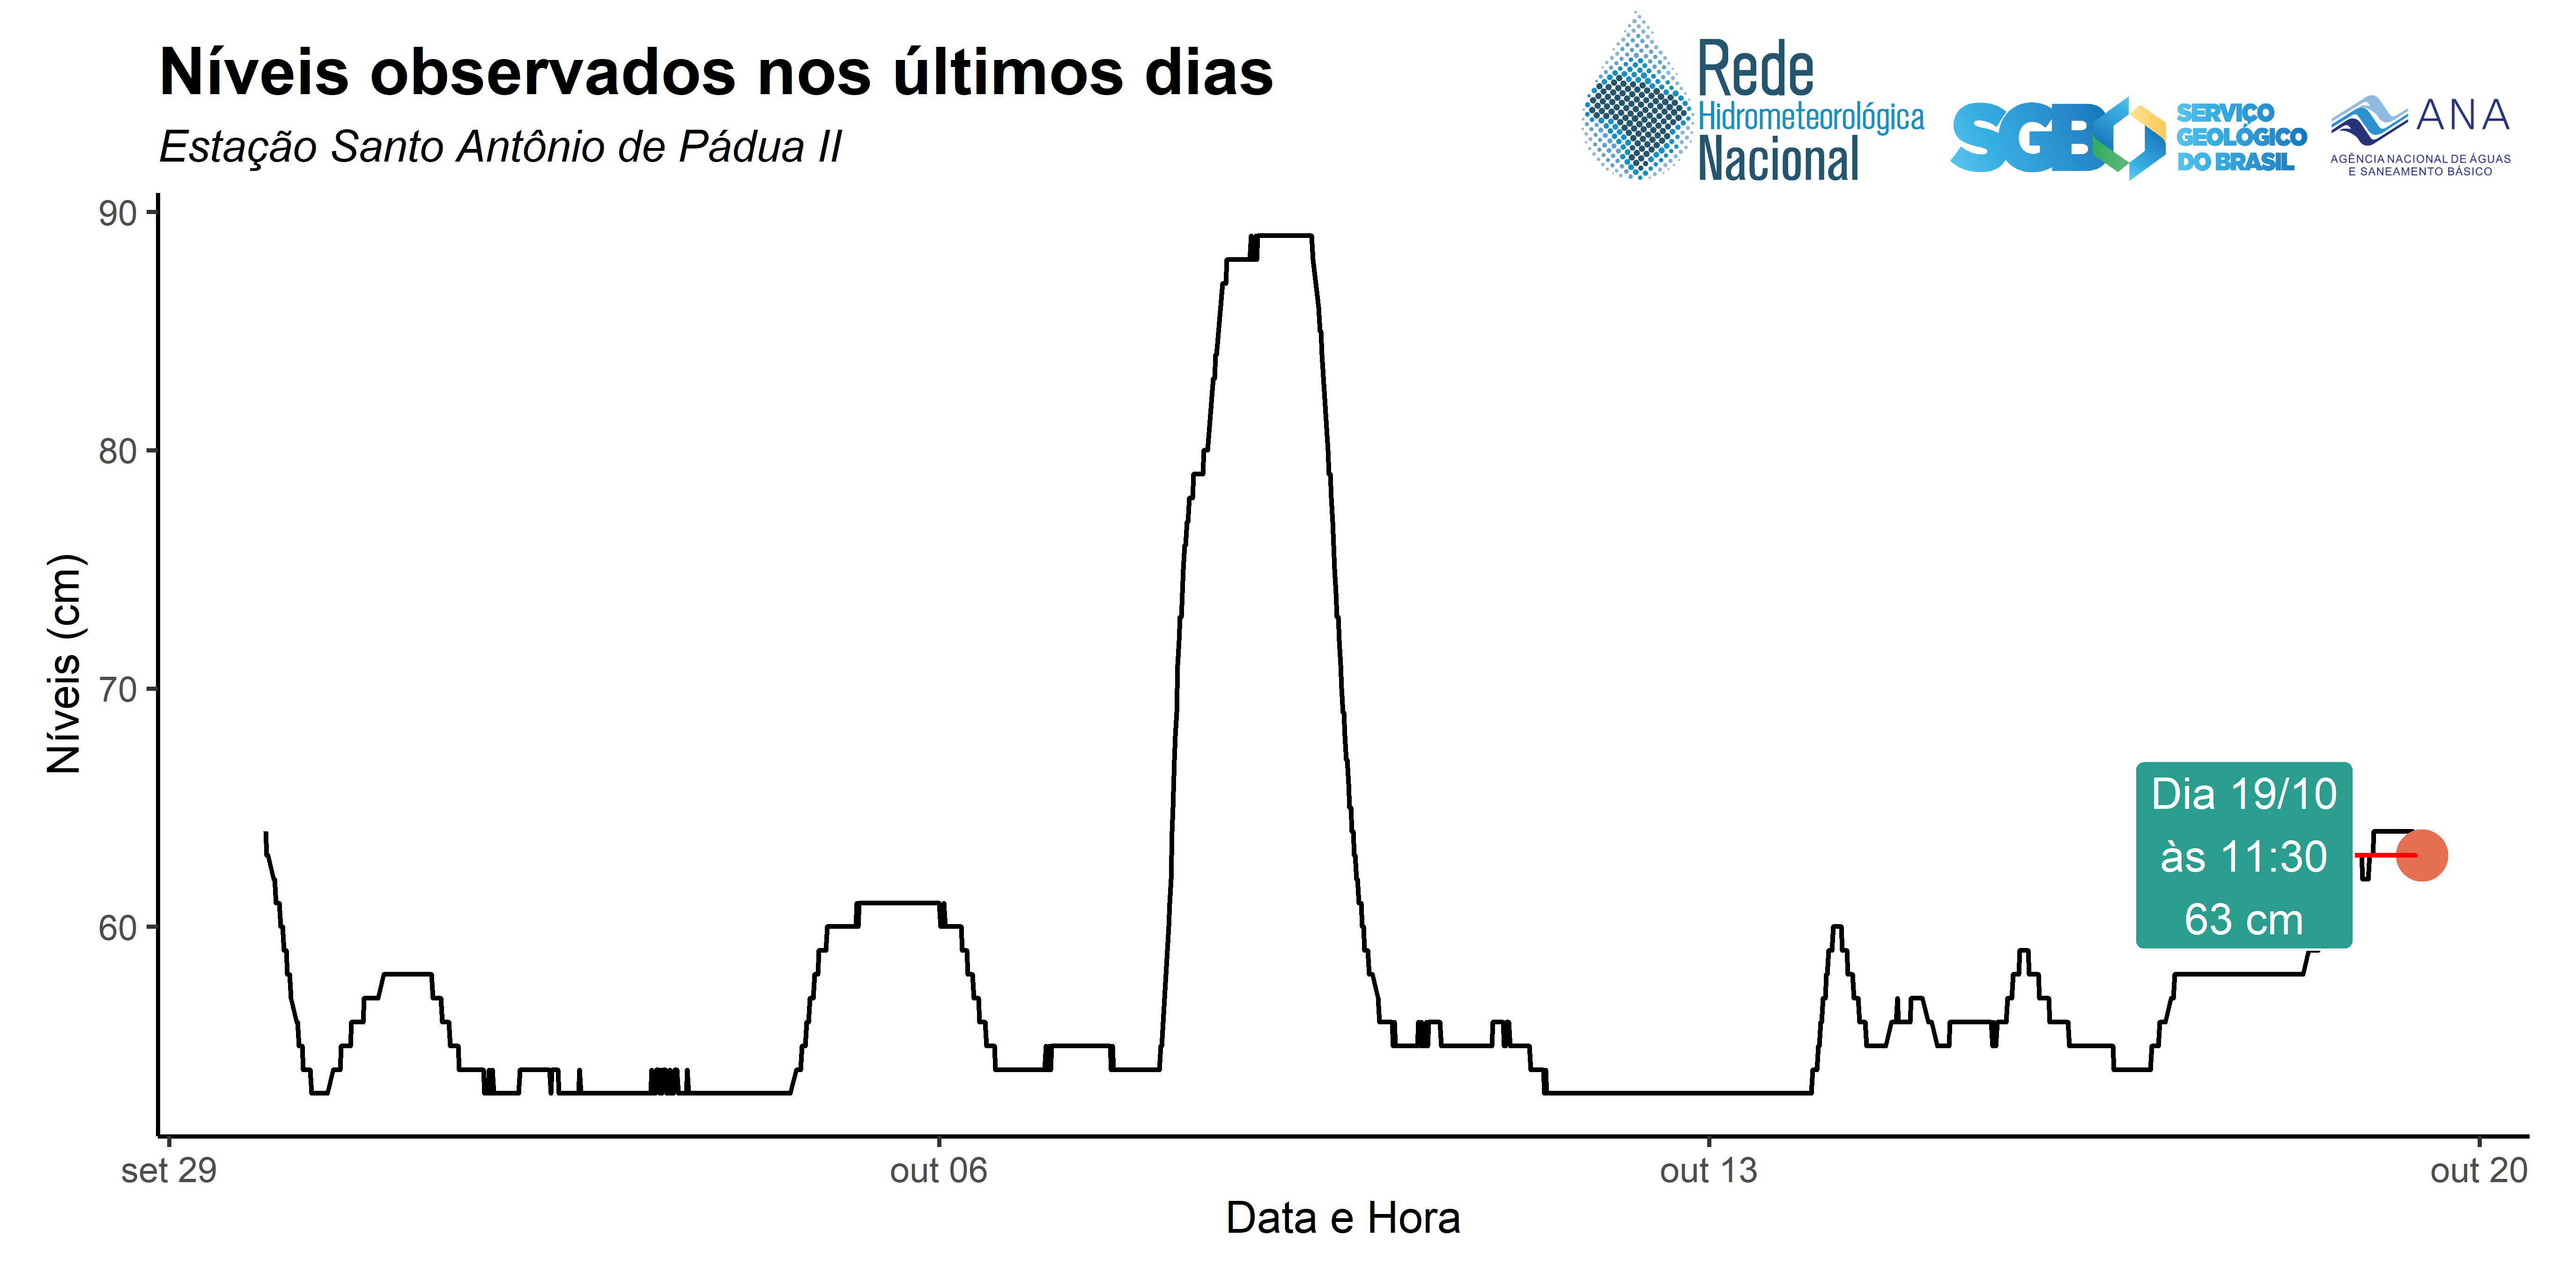 Níveis observados nos últimos dias
Estação Santo Antônio de Pádua II
Rede
Hidrometeorológica
Nacional
SGB
SERVIÇO
GEOLÓGICO
DO BRASIL
ANA
AGÊNCIA NACIONAL DE ÁGUAS
E SANEAMENTO BÁSICO
Níveis (cm)
90
80
70
60
Dia 19/10
às 11:30
63 cm
set 29
out 06
out 13
out 20
Data e Hora